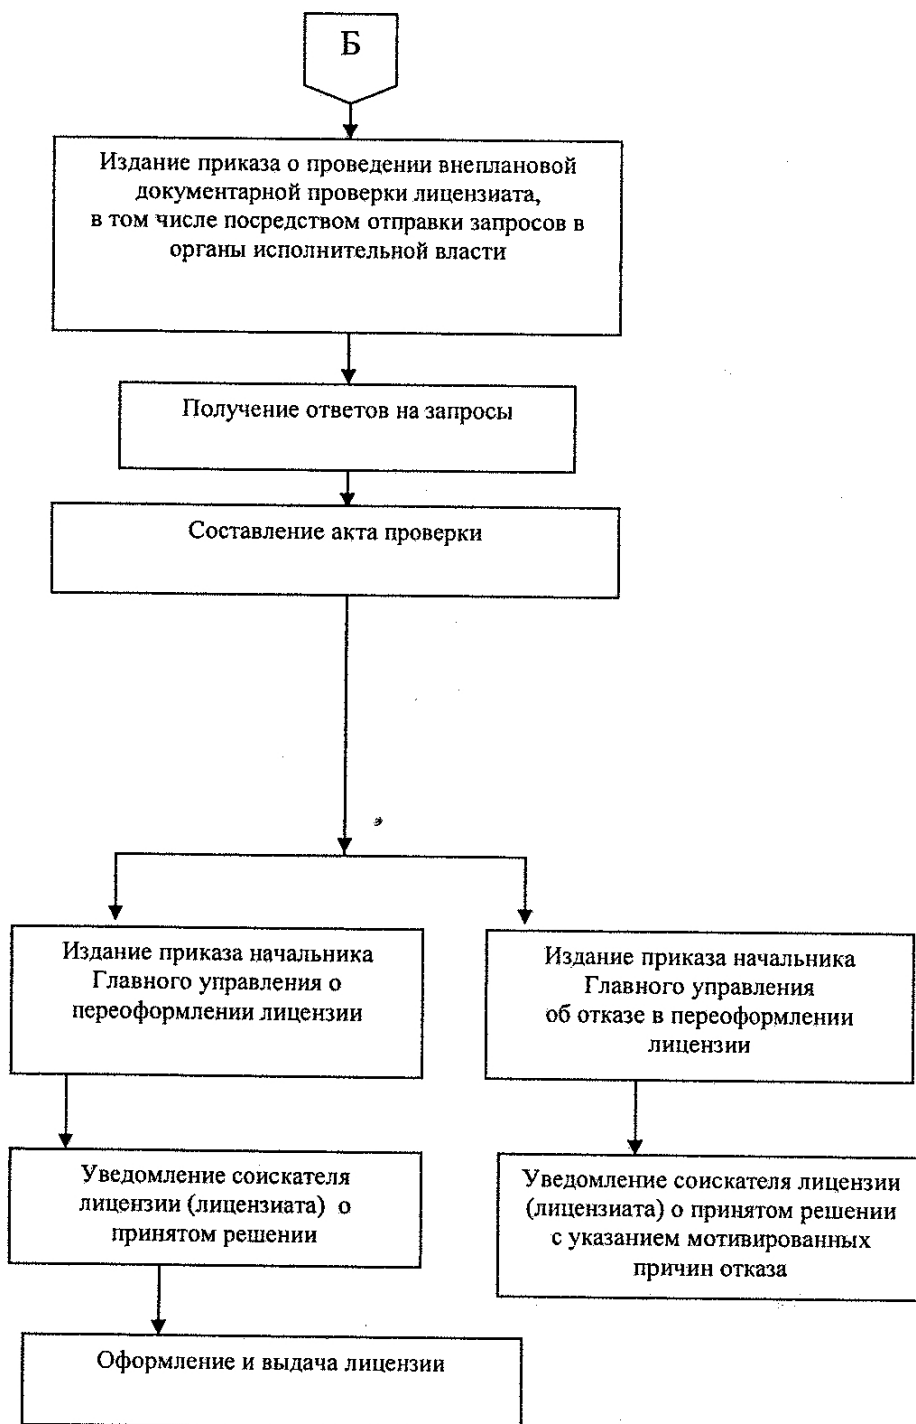 Б
Издание приказа о проведении внеплановой
документарной проверки лицензиата,
в том числе посредством отправки запросов в
органы исполнительной власти
Получение ответов на запросы
Составление акта проверки
Издание приказа начальника
Главного управления о
переоформлении лицензии
Издание приказа начальника
Главного управления
об отказе в переоформлении
лицензии
Уведомление соискателя
лицензии (лицензиата) о
принятом решении
Уведомление соискателя лицензии
(лицензиата) о принятом решении
с указанием мотивированных
причин отказа
Оформление и выдача лицензии